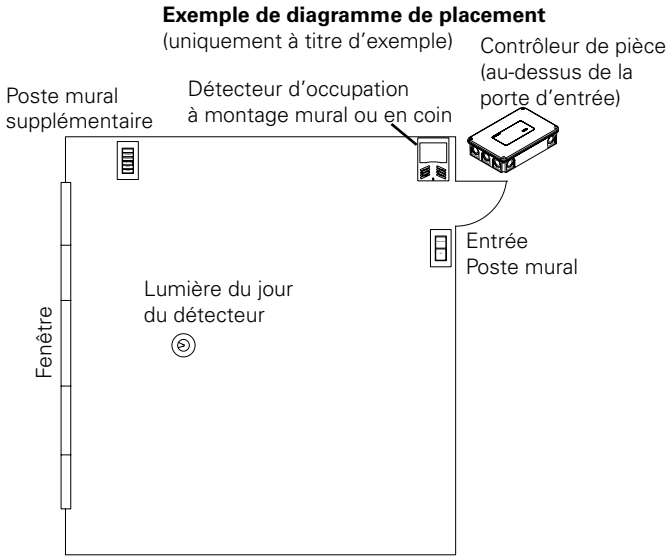 Exemple de diagramme de placement
(uniquement à titre d’exemple)
Contrôleur de pièce
(au-dessus de la
porte d’entrée)
Détecteur d’occupation
à montage mural ou en coin
Poste mural
supplémentaire
Entrée
Poste mural
Lumière du jour
du détecteur
Fenêtre